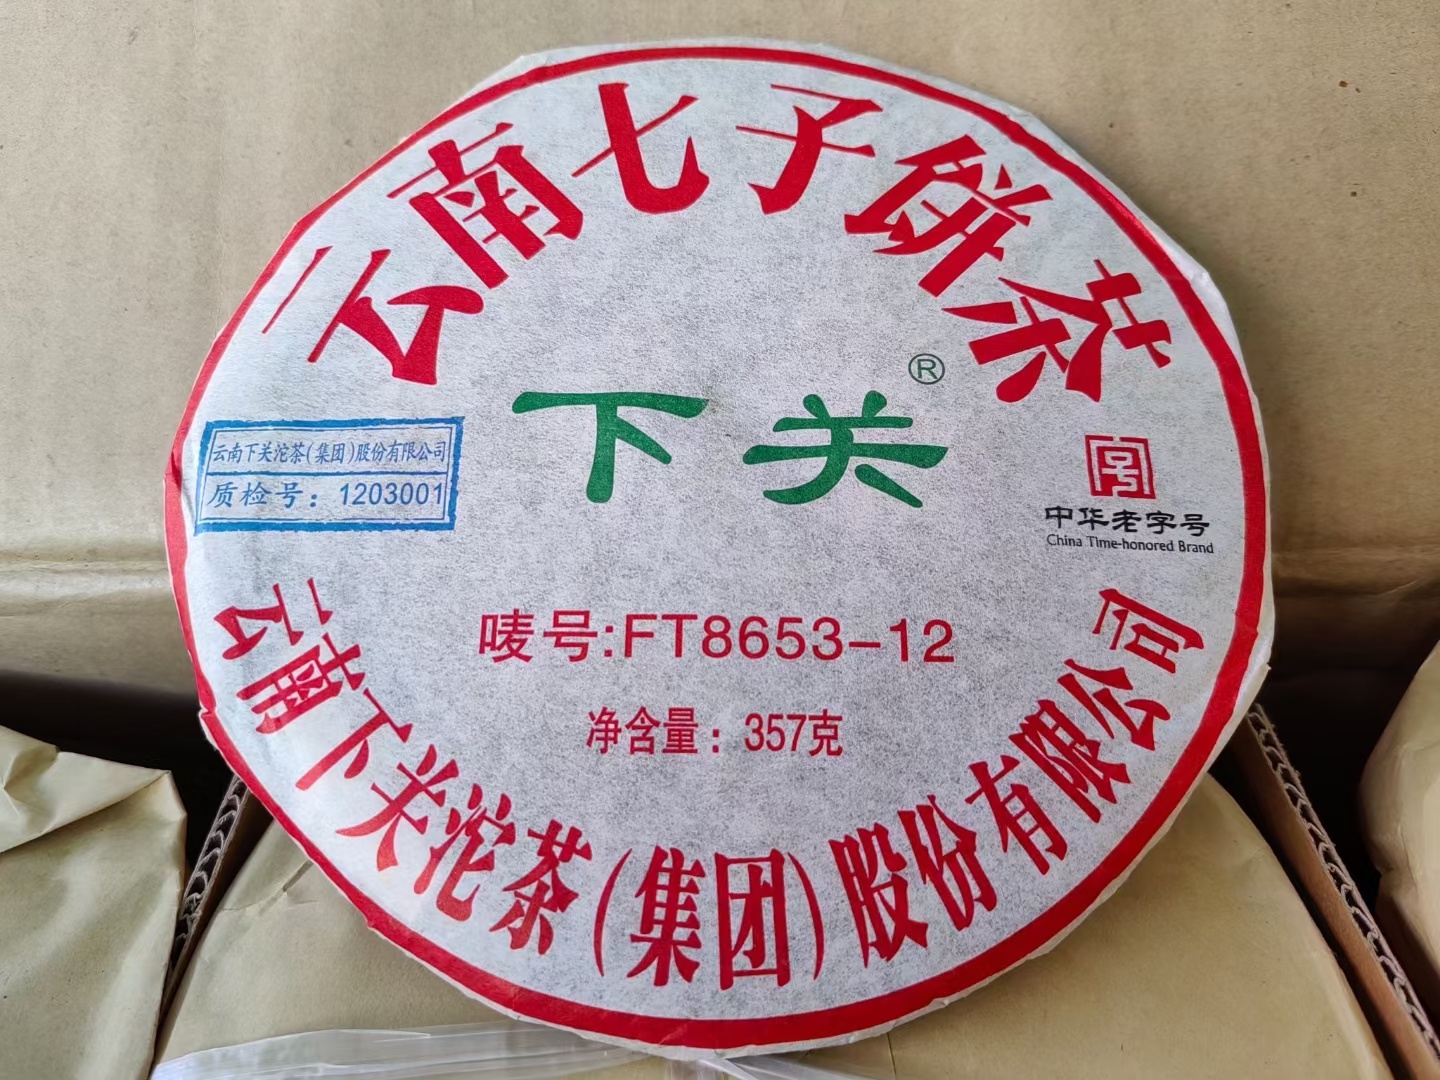 云南七子饼茶
下关®
云南下关沱茶(集团)股份有限公司
质检号：1203001
号
中华老字号
China Time-honored Brand
唛号:FT8653-12
净含量：357克
云南下关沱茶(集团)股份有限公司